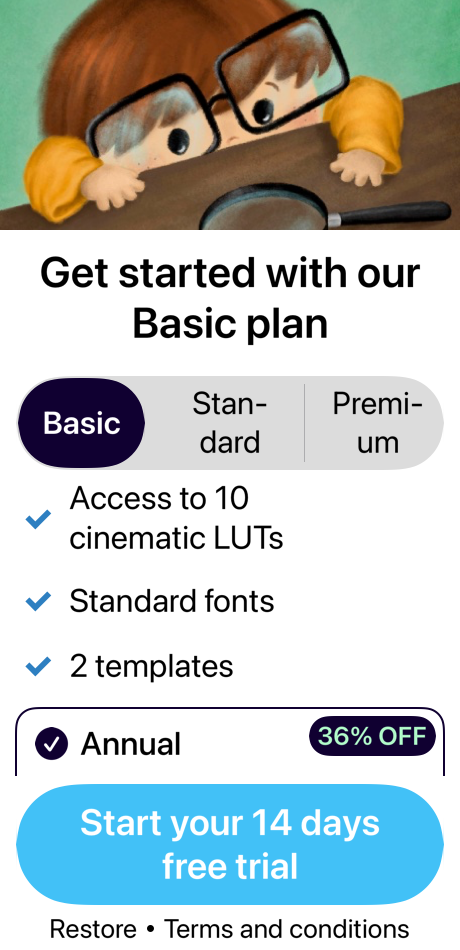 Get started with our
Basic plan
Basic
Stan-
dard
Premi-
um
Access to 10
cinematic LUTs
Standard fonts
2 templates
Annual
36% OFF
Start your 14 days
free trial
Restore • Terms and conditions